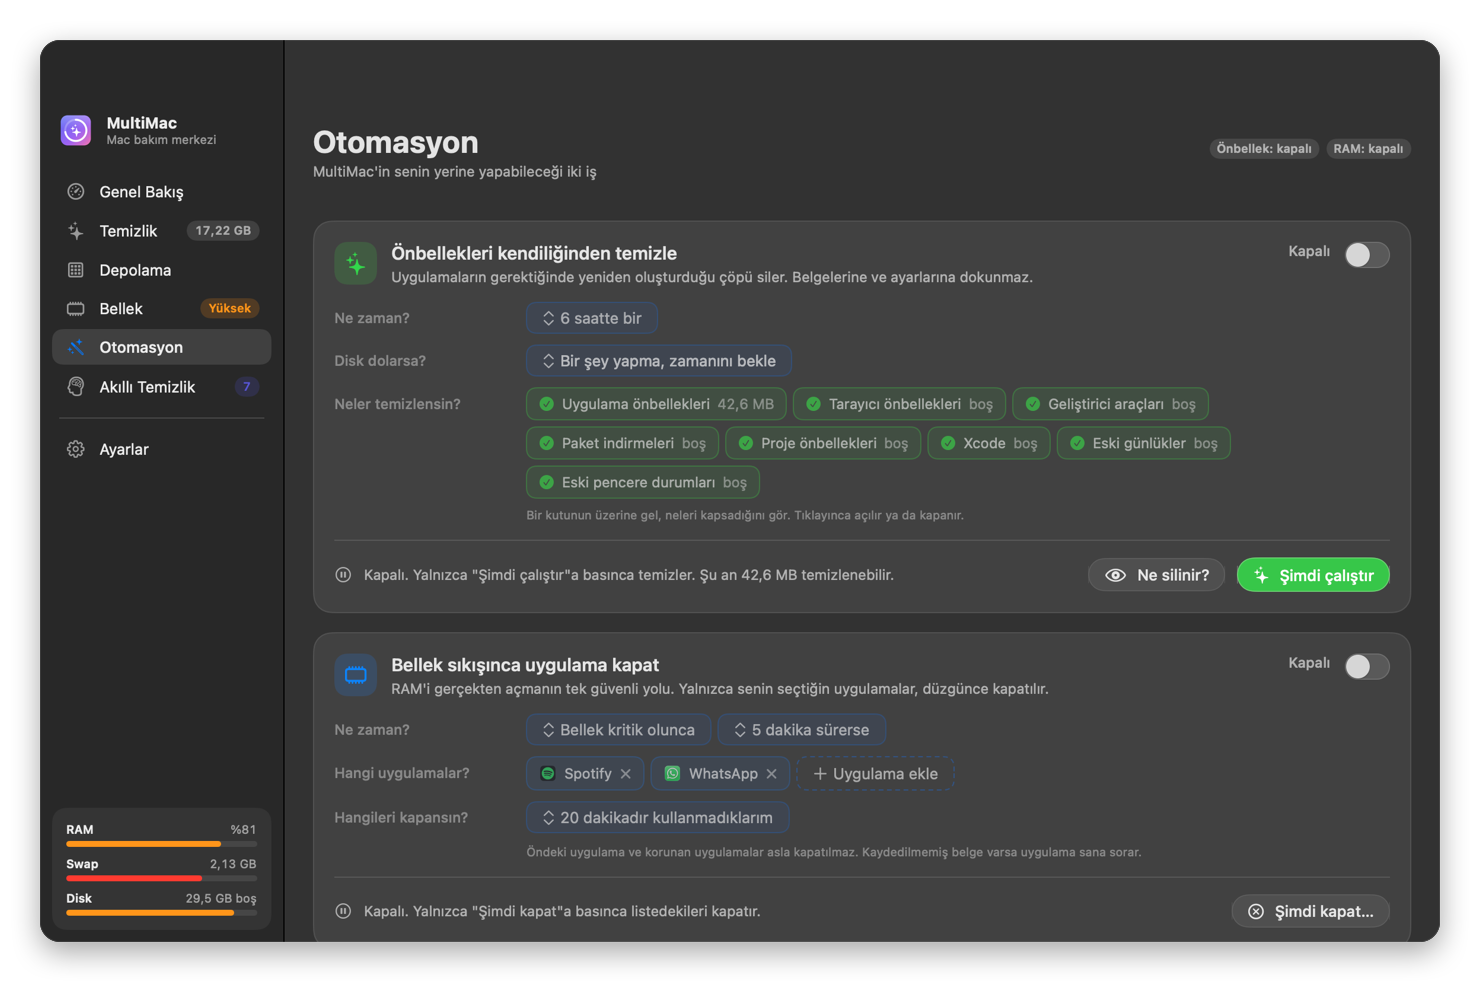 MultiMac
Mac bakım merkezi
Genel Bakış
Temizlik 17,22 GB
Depolama
Bellek Yüksek
Otomasyon
Akıllı Temizlik 7
Ayarlar
RAM %81
Swap 2,13 GB
Disk 29,5 GB boş
Otomasyon
MultiMac'in senin yerine yapabileceği iki iş
Önbellek: kapalı RAM: kapalı
Önbellekleri kendiliğinden temizle
Uygulamaların gerektiğinde yeniden oluşturduğu çöpü siler. Belgelerine ve ayarlarına dokunmaz.
Kapalı
Ne zaman? 6 saatte bir
Disk dolarsa? Bir şey yapma, zamanını bekle
Neler temizlensin? Uygulama önbellekleri 42,6 MB Tarayıcı önbellekleri boş Geliştirici araçları boş
Paket indirmeleri boş Proje önbellekleri boş Xcode boş Eski günlükler boş
Eski pencere durumları boş
Bir kutunun üzerine gel, neleri kapsadığını gör. Tıklayınca açılır ya da kapanır.
Kapalı. Yalnızca "Şimdi çalıştır"a basınca temizler. Şu an 42,6 MB temizlenebilir.
Ne silinir? Şimdi çalıştır
Bellek sıkışınca uygulama kapat
RAM'i gerçekten açmanın tek güvenli yolu. Yalnızca senin seçtiğin uygulamalar, düzgünce kapatılır.
Kapalı
Ne zaman? Bellek kritik olunca 5 dakika sürerse
Hangi uygulamalar? Spotify WhatsApp Uygulama ekle
Hangileri kapansın? 20 dakikadır kullanmadıklarım
Öndeki uygulama ve korunan uygulamalar asla kapatılmaz. Kaydedilmemiş belge varsa uygulama sana sorar.
Kapalı. Yalnızca "Şimdi kapat"a basınca listedekileri kapatır.
Şimdi kapat...